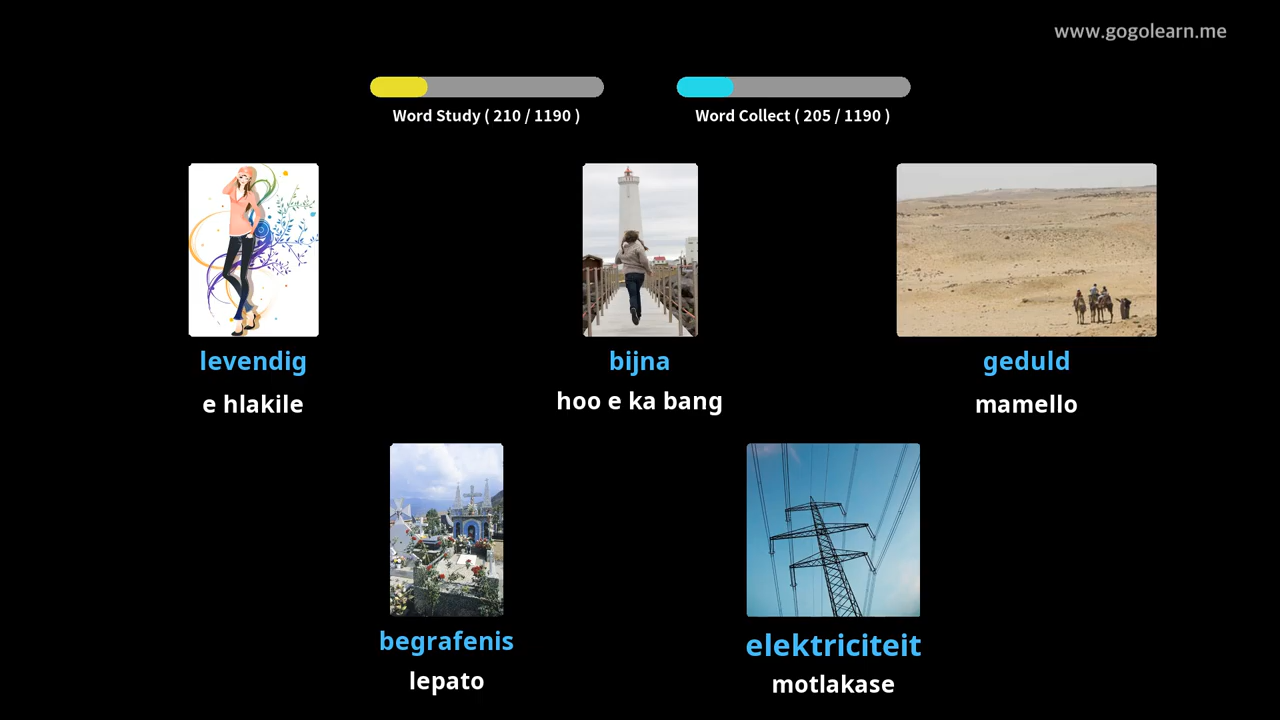 www.gogolearn.me
Word Study ( 210 / 1190 )
Word Collect ( 205 / 1190 )
levendig
bijna
geduld
e hlakile
hoo e ka bang
mamello
begrafenis
elektriciteit
lepato
motlakase